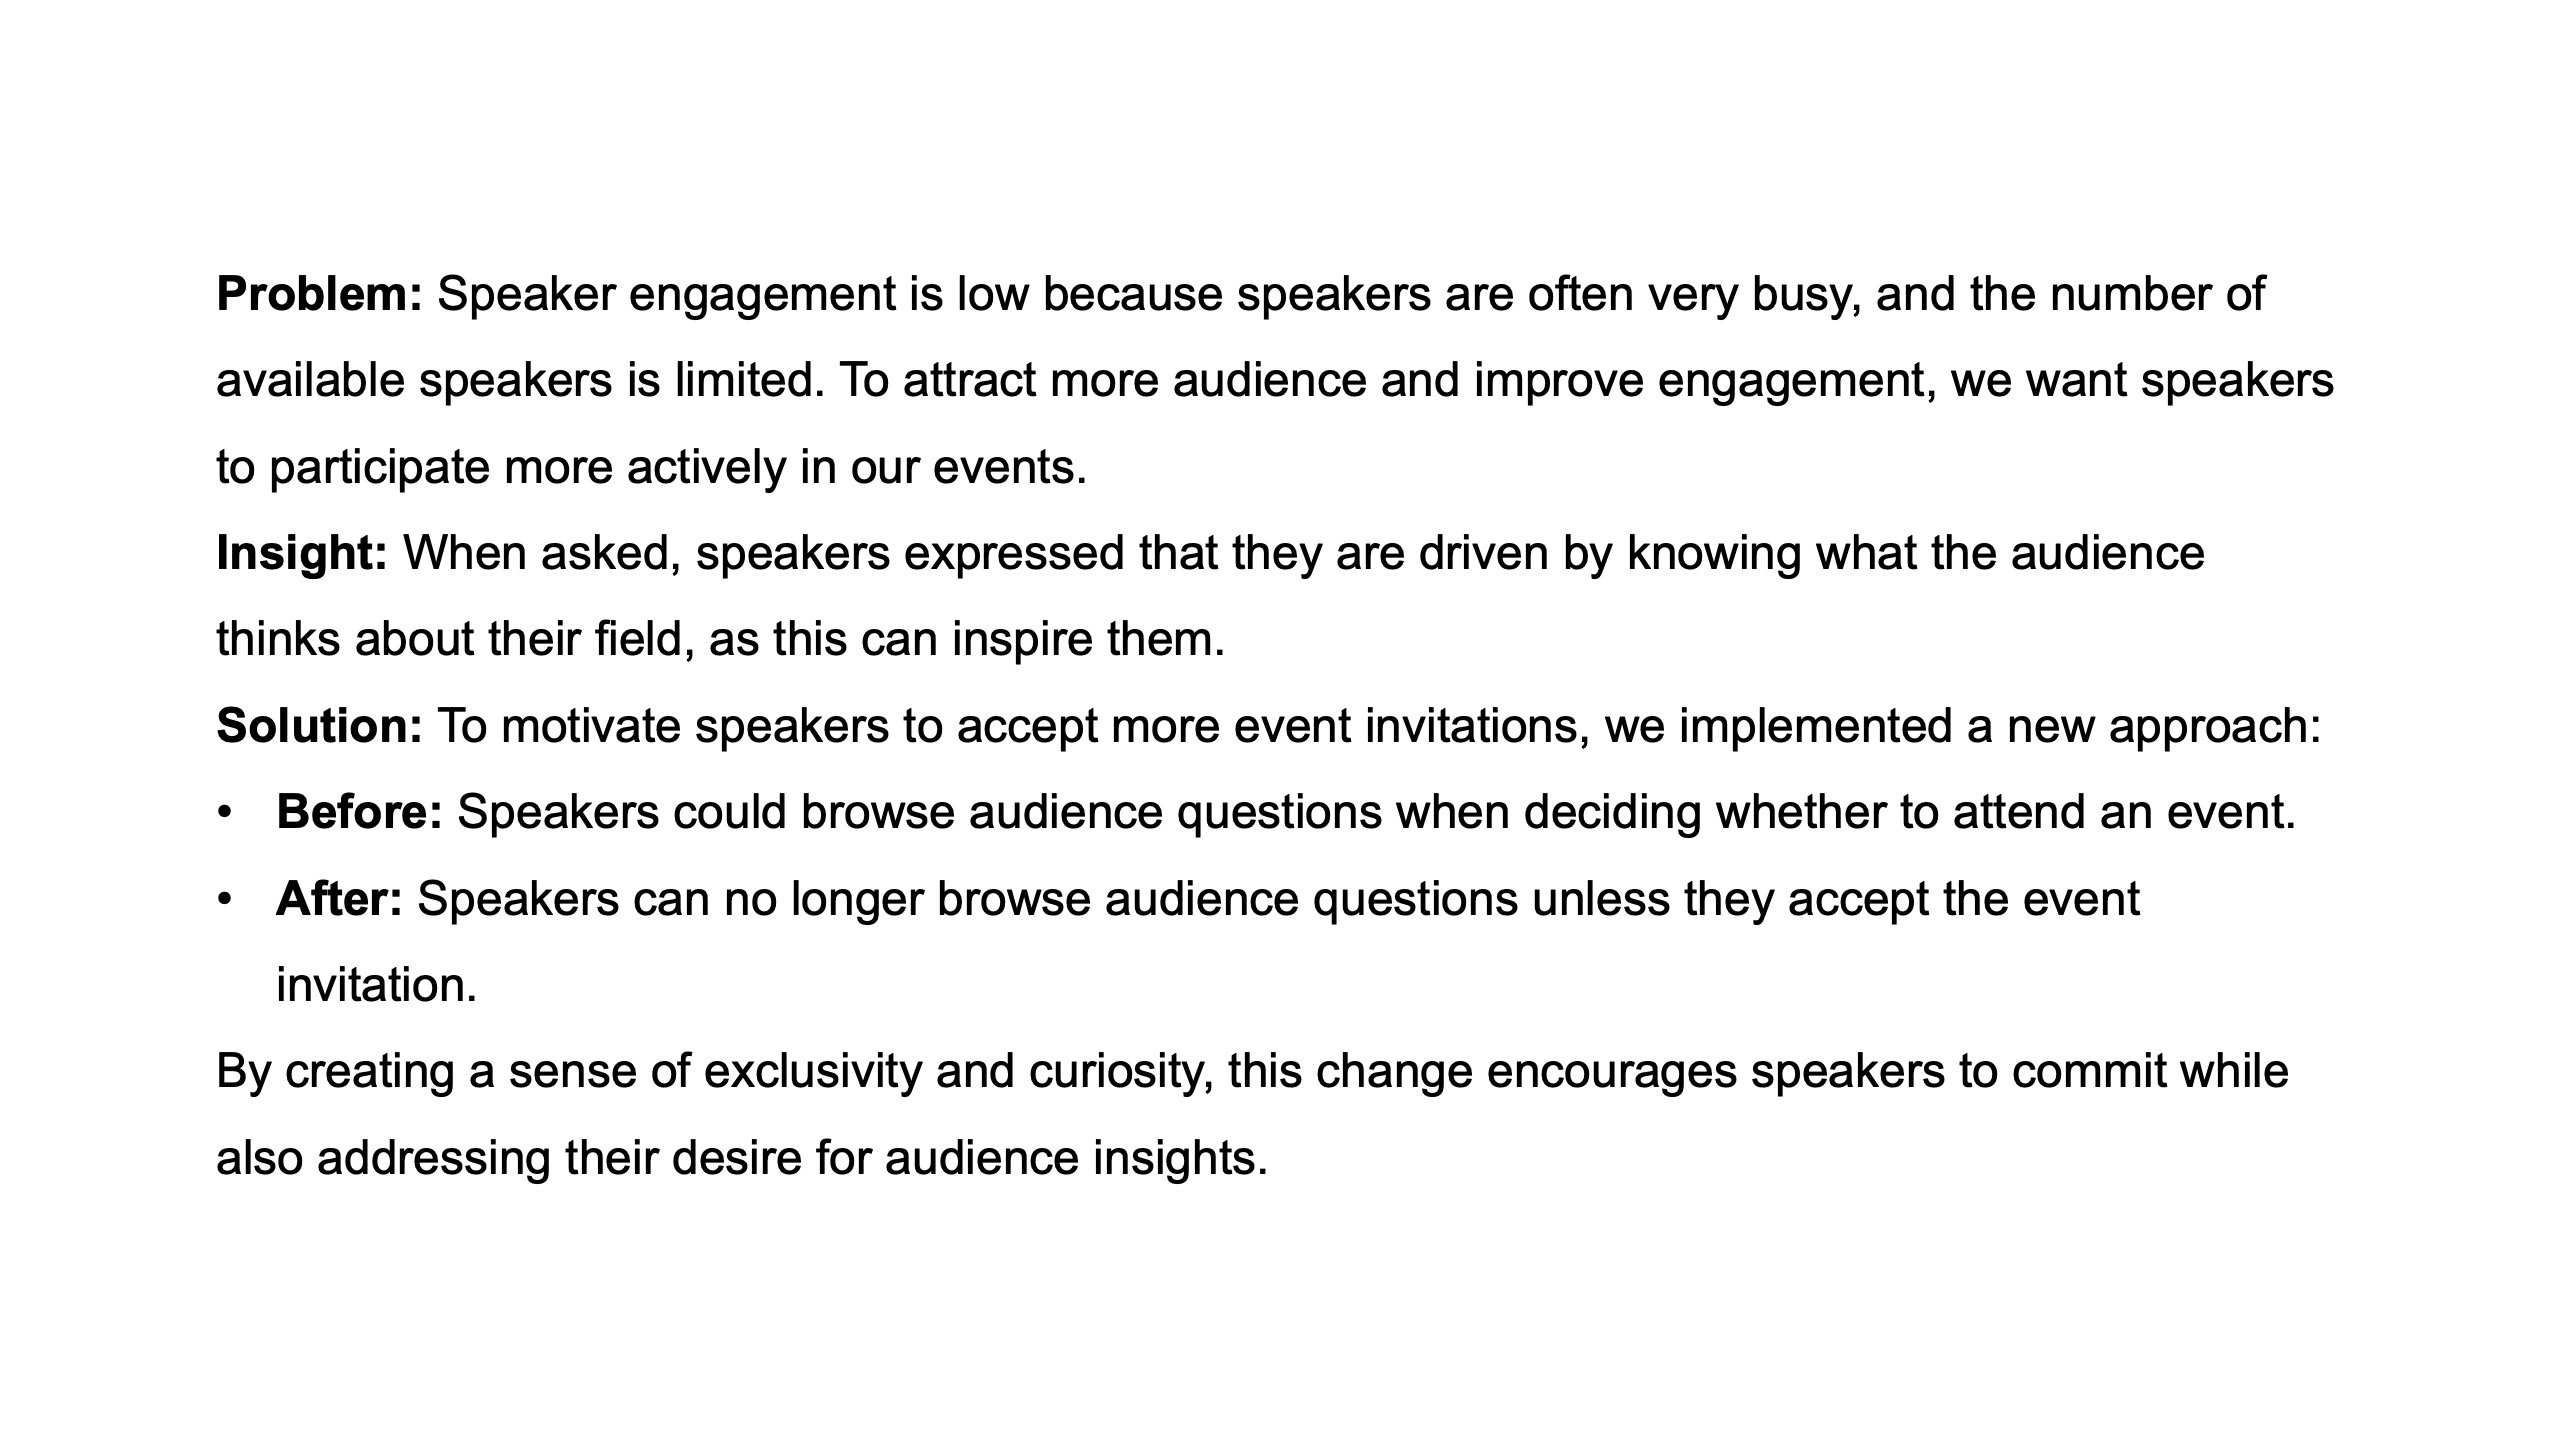 Problem: Speaker engagement is low because speakers are often very busy, and the number of
available speakers is limited. To attract more audience and improve engagement, we want speakers
to participate more actively in our events.
Insight: When asked, speakers expressed that they are driven by knowing what the audience
thinks about their field, as this can inspire them.
Solution: To motivate speakers to accept more event invitations, we implemented a new approach:
• Before: Speakers could browse audience questions when deciding whether to attend an event.
• After: Speakers can no longer browse audience questions unless they accept the event
invitation.
By creating a sense of exclusivity and curiosity, this change encourages speakers to commit while
also addressing their desire for audience insights.